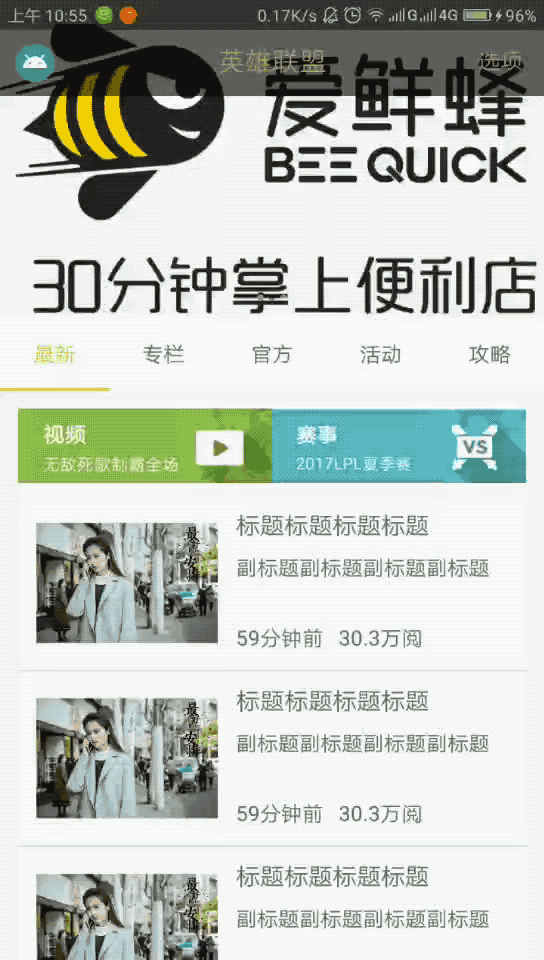 上午 10:55 0.17K/s G 4G 96%
英雄联盟 选项
爱鲜蜂
BEE QUICK
30分钟掌上便利店
最新 专栏 官方 活动 攻略
视频 赛事
无敌死歌制霸全场 2017LPL夏季赛
VS
标题标题标题标题
副标题副标题副标题副标题
59分钟前 30.3万阅
标题标题标题标题
副标题副标题副标题副标题
59分钟前 30.3万阅
标题标题标题标题
副标题副标题副标题副标题